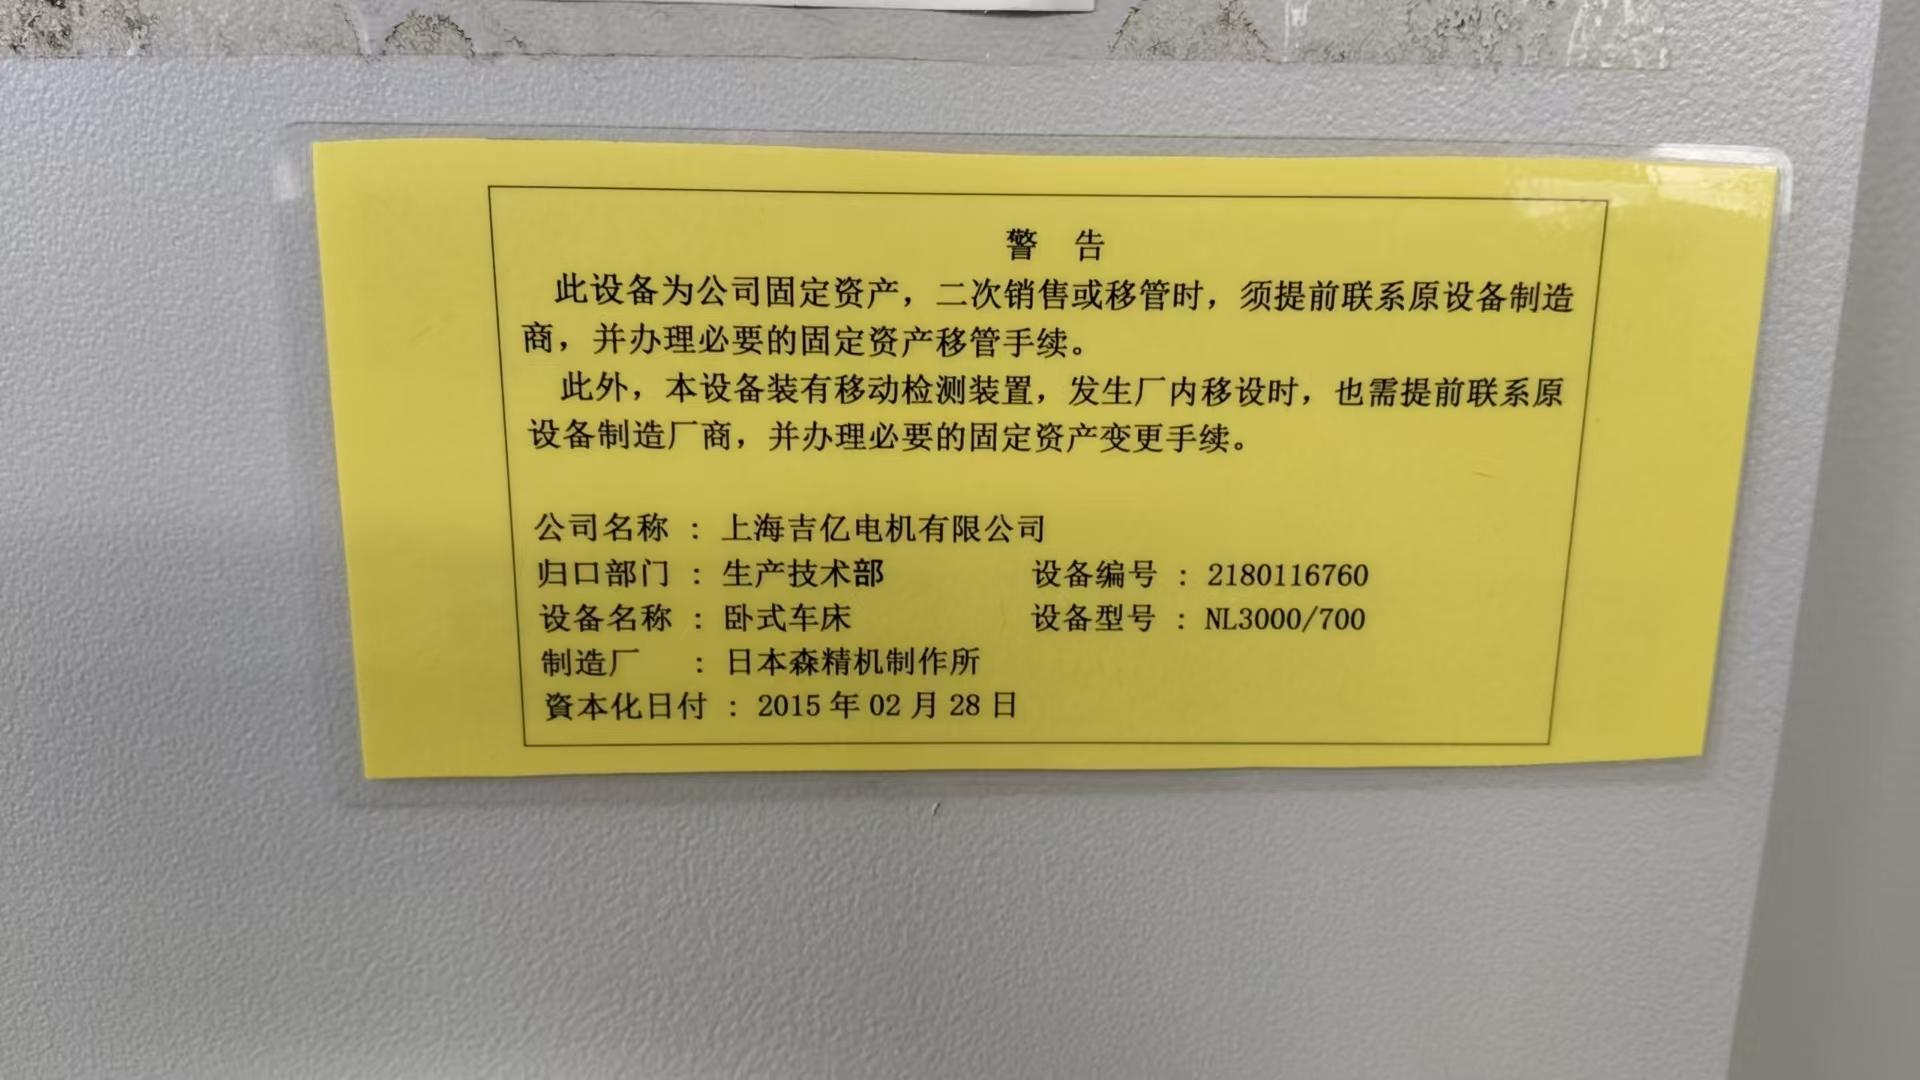 警 告
此设备为公司固定资产，二次销售或移管时，须提前联系原设备制造
商，并办理必要的固定资产移管手续。
此外，本设备装有移动检测装置，发生厂内移设时，也需提前联系原
设备制造厂商，并办理必要的固定资产变更手续。
公司名称 : 上海吉亿电机有限公司
归口部门 : 生产技术部 设备编号 : 2180116760
设备名称 : 卧式车床 设备型号 : NL3000/700
制造厂 : 日本森精机制作所
資本化日付 : 2015 年 02 月 28 日